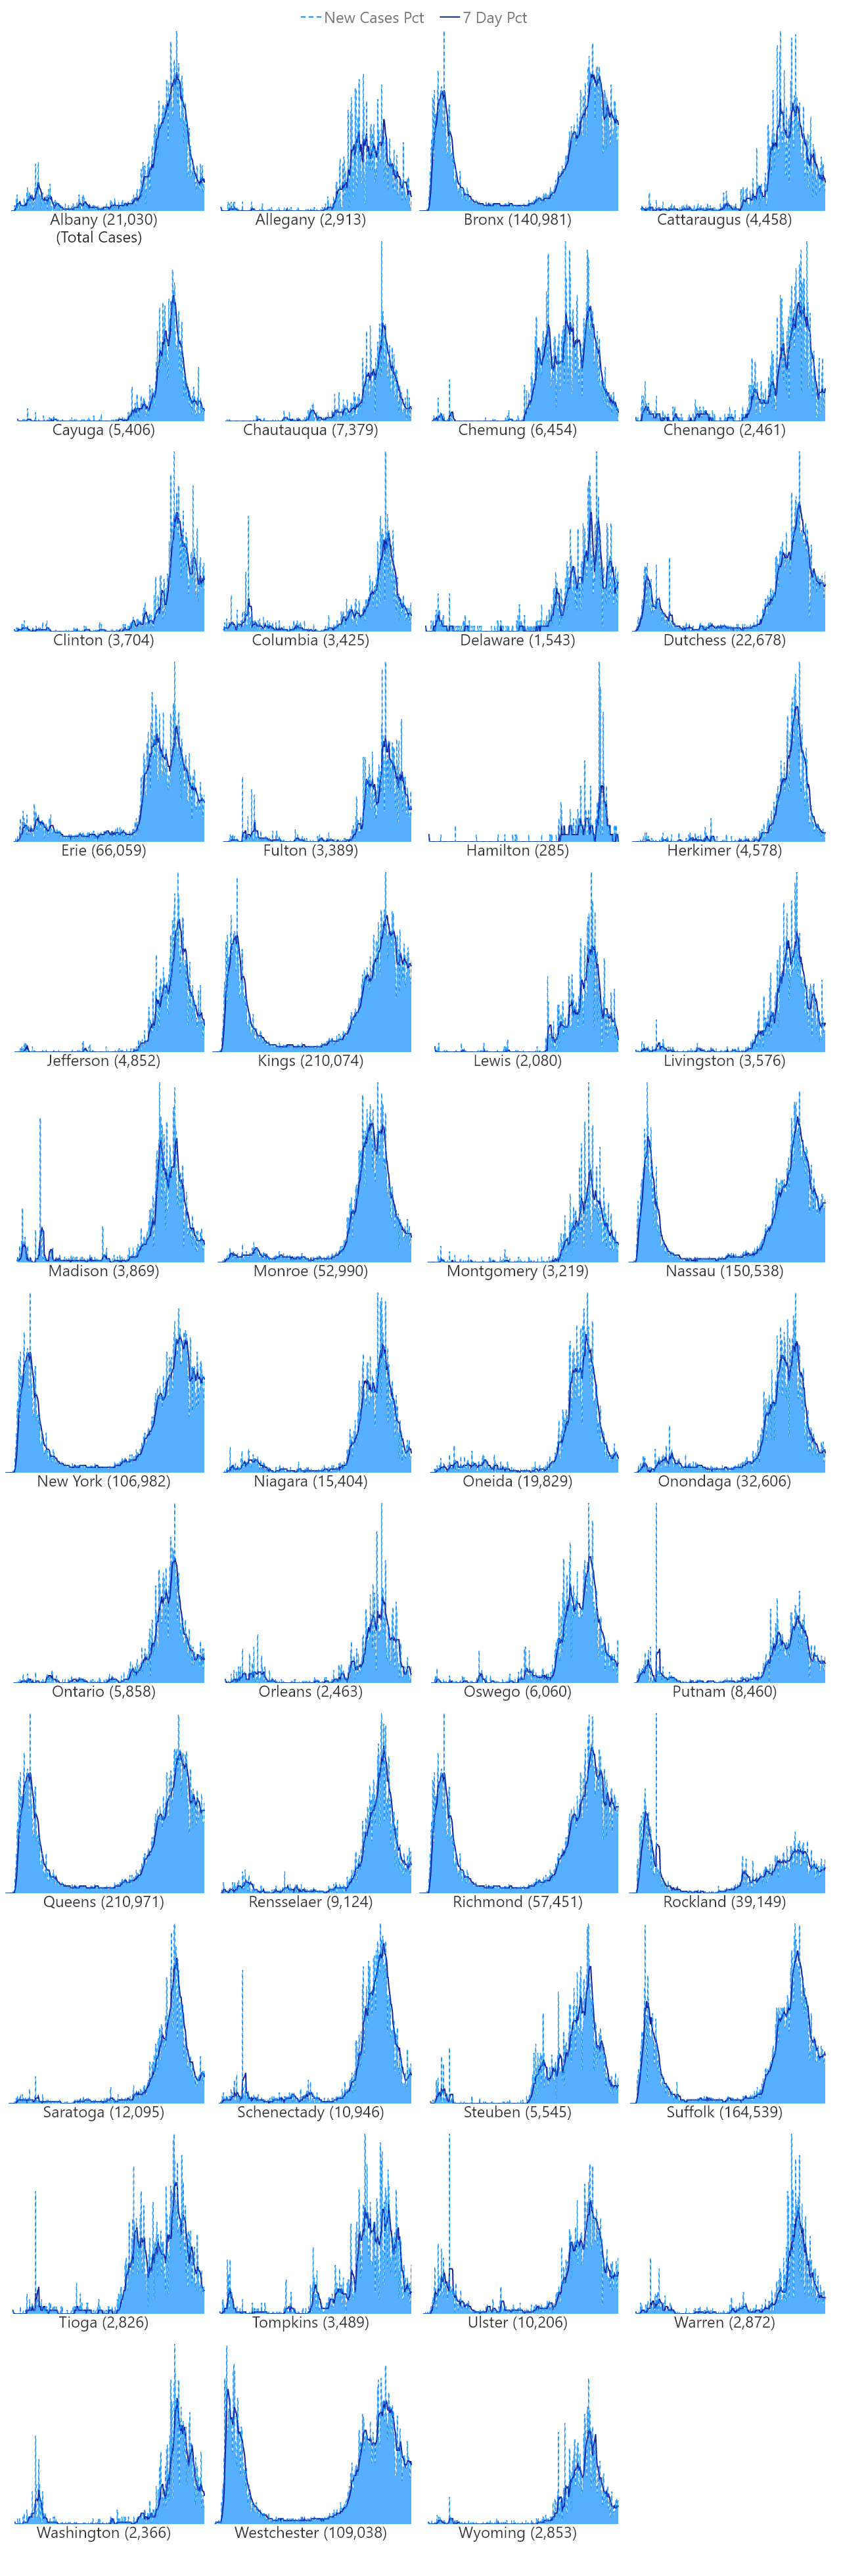 New Cases Pct 7 Day Pct
Albany (21,030) Allegany (2,913) Bronx (140,981) Cattaraugus (4,458)
(Total Cases)
Cayuga (5,406) Chautauqua (7,379) Chemung (6,454) Chenango (2,461)
Clinton (3,704) Columbia (3,425) Delaware (1,543) Dutchess (22,678)
Erie (66,059) Fulton (3,389) Hamilton (285) Herkimer (4,578)
Jefferson (4,852) Kings (210,074) Lewis (2,080) Livingston (3,576)
Madison (3,869) Monroe (52,990) Montgomery (3,219) Nassau (150,538)
New York (106,982) Niagara (15,404) Oneida (19,829) Onondaga (32,606)
Ontario (5,858) Orleans (2,463) Oswego (6,060) Putnam (8,460)
Queens (210,971) Rensselaer (9,124) Richmond (57,451) Rockland (39,149)
Saratoga (12,095) Schenectady (10,946) Steuben (5,545) Suffolk (164,539)
Tioga (2,826) Tompkins (3,489) Ulster (10,206) Warren (2,872)
Washington (2,366) Westchester (109,038) Wyoming (2,853)